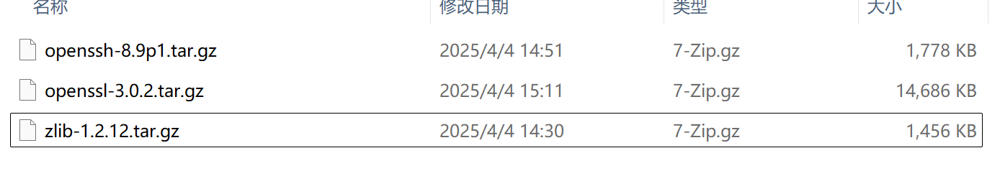 名称 修改日期 类型 大小
openssh-8.9p1.tar.gz 2025/4/4 14:51 7-Zip.gz 1,778 KB
openssl-3.0.2.tar.gz 2025/4/4 15:11 7-Zip.gz 14,686 KB
zlib-1.2.12.tar.gz 2025/4/4 14:30 7-Zip.gz 1,456 KB